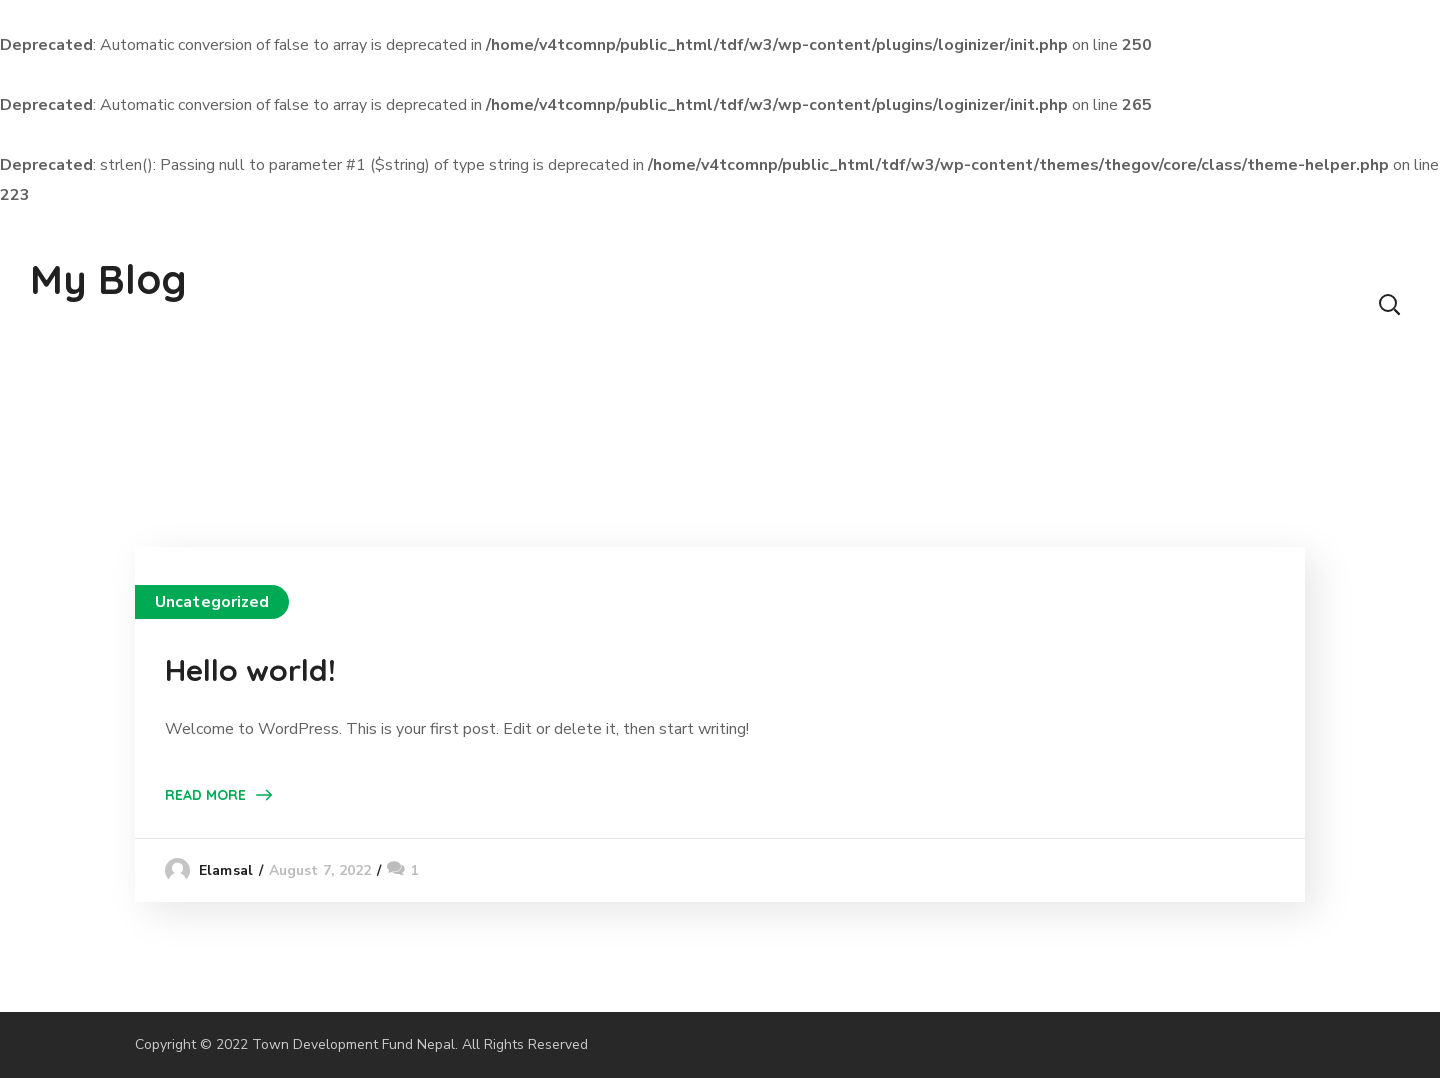 Deprecated: Automatic conversion of false to array is deprecated in /home/v4tcomnp/public_html/tdf/w3/wp-content/plugins/loginizer/init.php on line 250
Deprecated: Automatic conversion of false to array is deprecated in /home/v4tcomnp/public_html/tdf/w3/wp-content/plugins/loginizer/init.php on line 265
Deprecated: strlen(): Passing null to parameter #1 ($string) of type string is deprecated in /home/v4tcomnp/public_html/tdf/w3/wp-content/themes/thegov/core/class/theme-helper.php on line
223
My Blog
Uncategorized
Hello world!
Welcome to WordPress. This is your first post. Edit or delete it, then start writing!
READ MORE
Elamsal / August 7, 2022 / 1
Copyright © 2022 Town Development Fund Nepal. All Rights Reserved